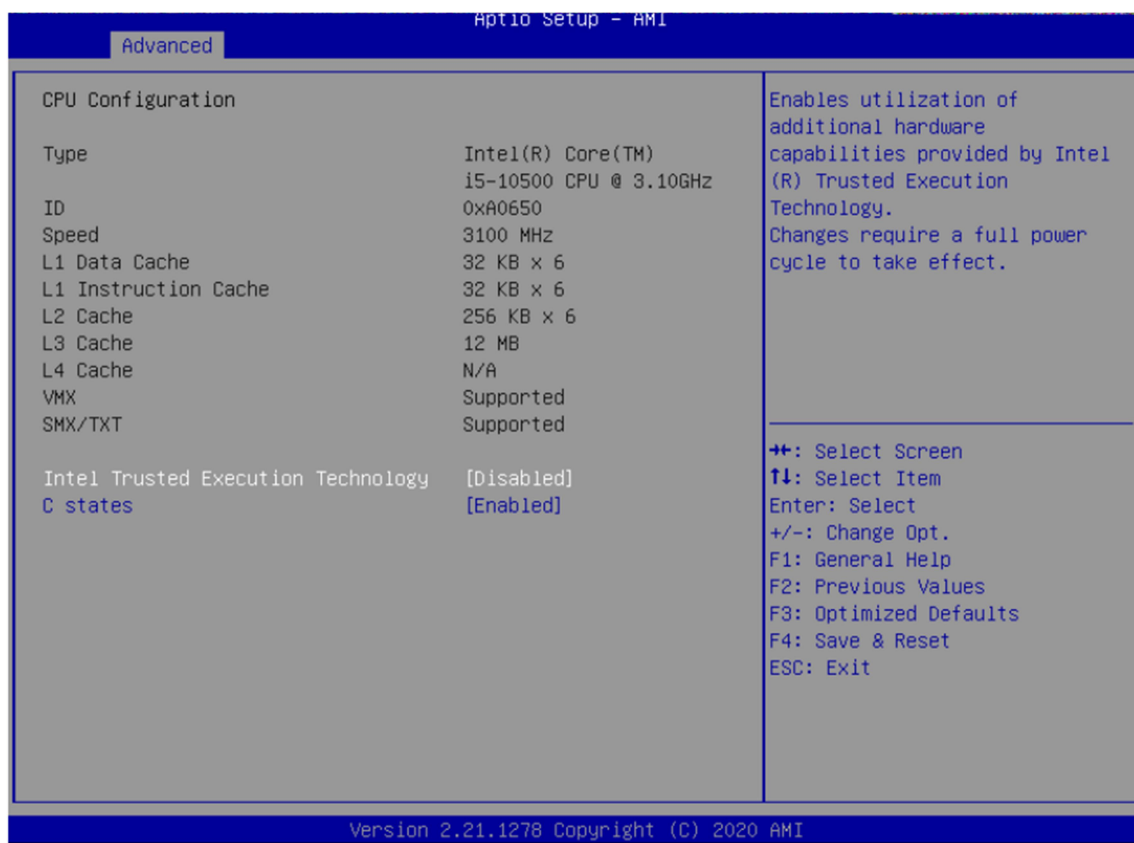 Aptio Setup - AMI
Advanced
CPU Configuration
Type Intel(R) Core(TM)
i5-10500 CPU @ 3.10GHz
ID 0xA0650
Speed 3100 MHz
L1 Data Cache 32 KB x 6
L1 Instruction Cache 32 KB x 6
L2 Cache 256 KB x 6
L3 Cache 12 MB
L4 Cache N/A
VMX Supported
SMX/TXT Supported
Intel Trusted Execution Technology [Disabled]
C states [Enabled]
Enables utilization of
additional hardware
capabilities provided by Intel
(R) Trusted Execution
Technology.
Changes require a full power
cycle to take effect.
→←: Select Screen
↑↓: Select Item
Enter: Select
+/-: Change Opt.
F1: General Help
F2: Previous Values
F3: Optimized Defaults
F4: Save & Reset
ESC: Exit
Version 2.21.1278 Copyright (C) 2020 AMI